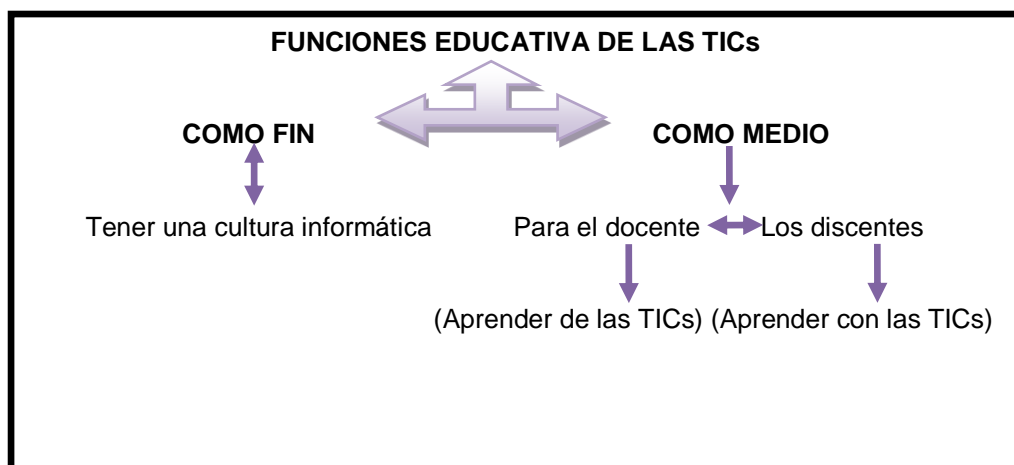 FUNCIONES EDUCATIVA DE LAS TICs
COMO FIN
COMO MEDIO
Tener una cultura informática
Para el docente
Los discentes
(Aprender de las TICs) (Aprender con las TICs)